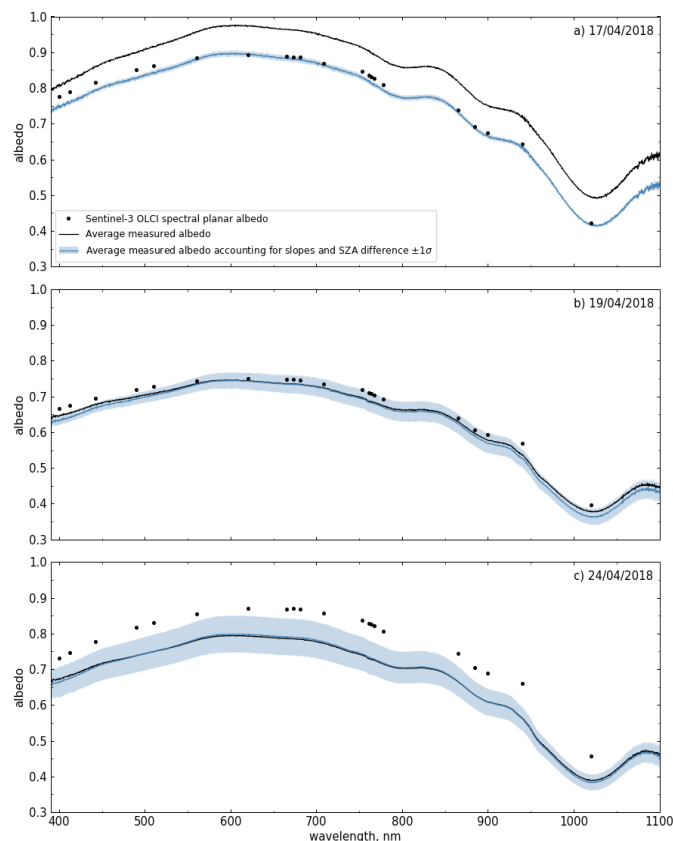 a) 17/04/2018
1.0
0.9
0.8
0.7
0.6
0.5
0.4
0.3
albedo
Sentinel-3 OLCI spectral planar albedo
Average measured albedo
Average measured albedo accounting for slopes and SZA difference ±1σ
b) 19/04/2018
1.0
0.9
0.8
0.7
0.6
0.5
0.4
0.3
albedo
c) 24/04/2018
1.0
0.9
0.8
0.7
0.6
0.5
0.4
0.3
albedo
400 500 600 700 800 900 1000 1100
wavelength, nm